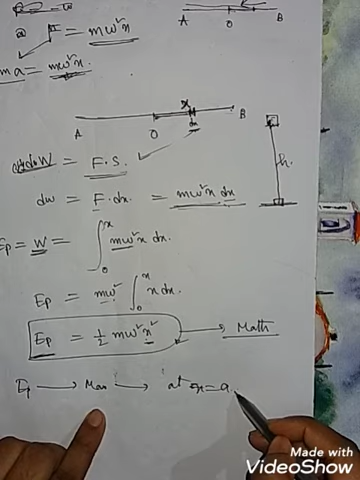 A O B
F = mω²x
ma = mω²x.
x
A O B
h.
dW = F.S.
dw = F.dx. = mω²x dx
Ep = W = ∫₀ˣ mω²x dx.
Ep = mω² ∫₀ˣ x dx.
Ep = ½ mω²x² → Math
Ep → Max → at x=a.
Made with
VideoShow